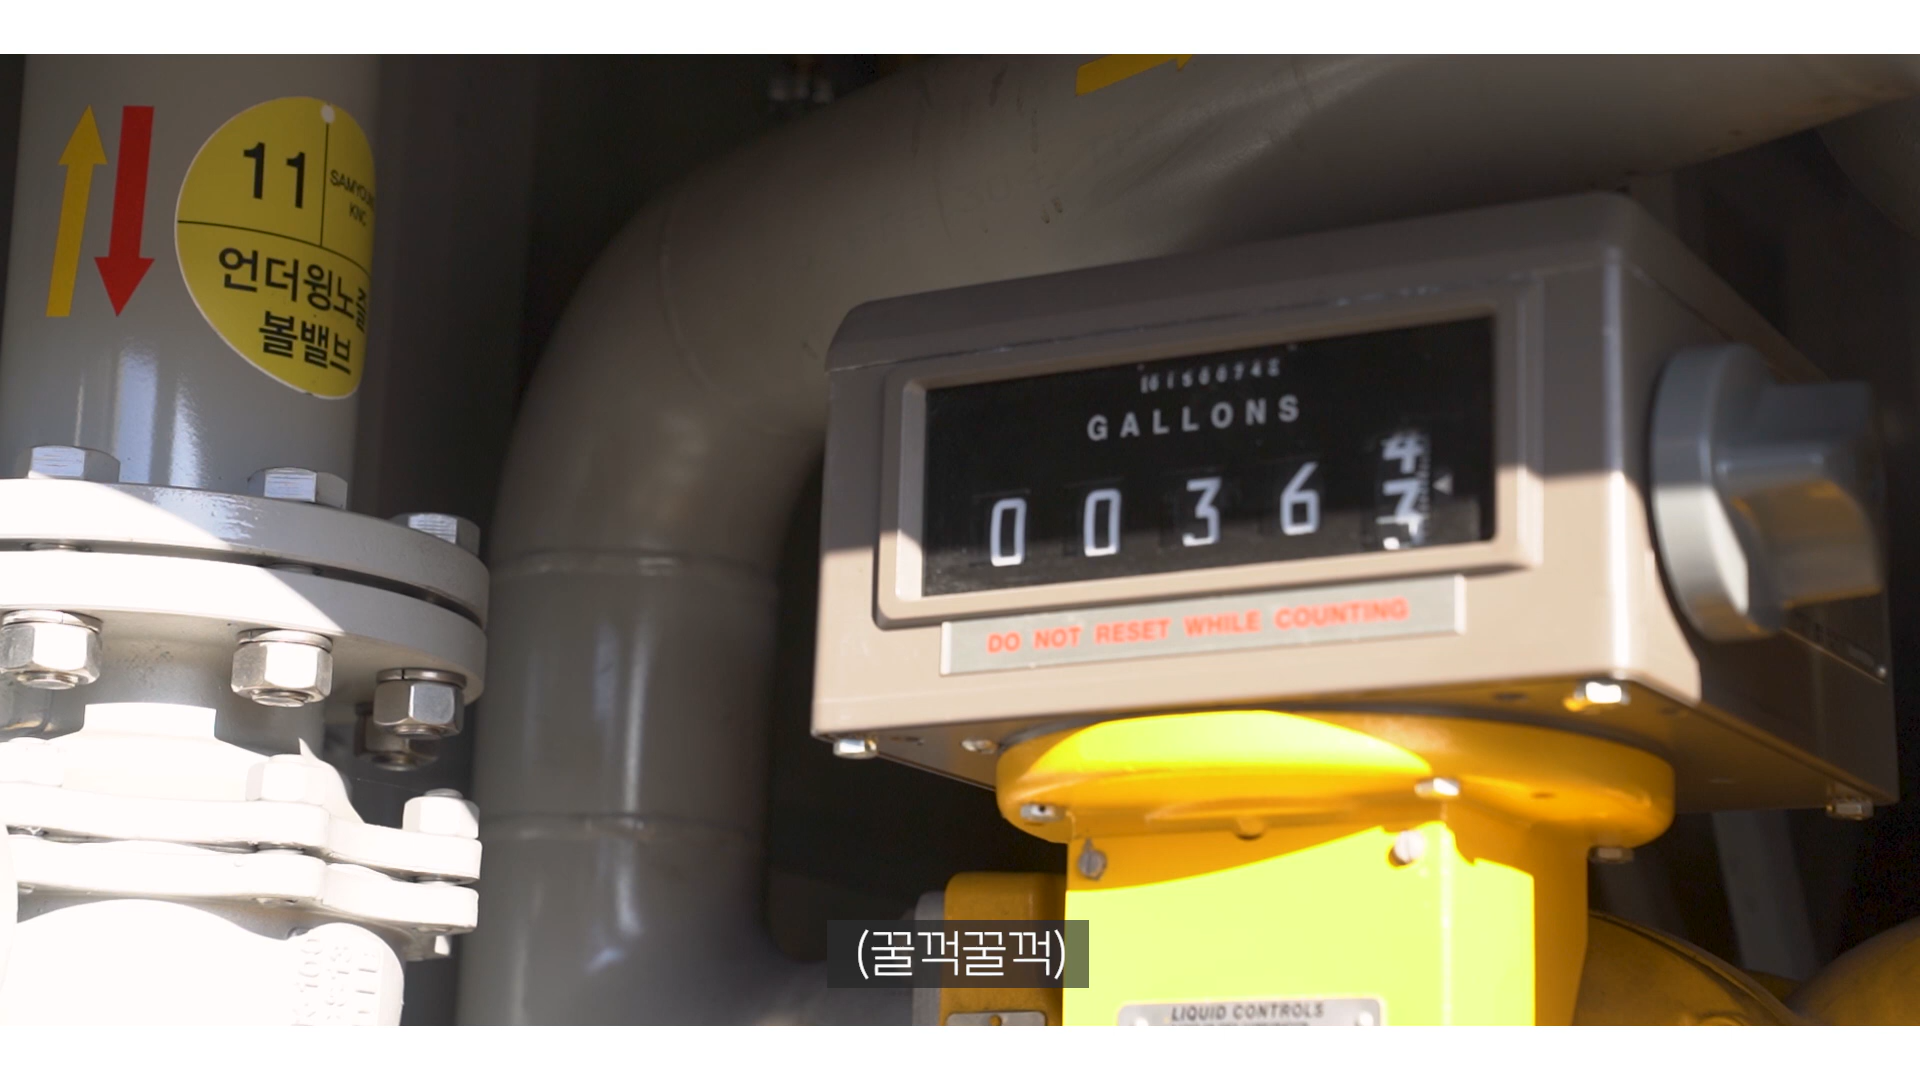 11
SAMYOUNG
KNC
언더윙노즐
볼밸브
GALLONS
0 0 3 6
DO NOT RESET WHILE COUNTING
LIQUID CONTROLS
(꿀꺽꿀꺽)